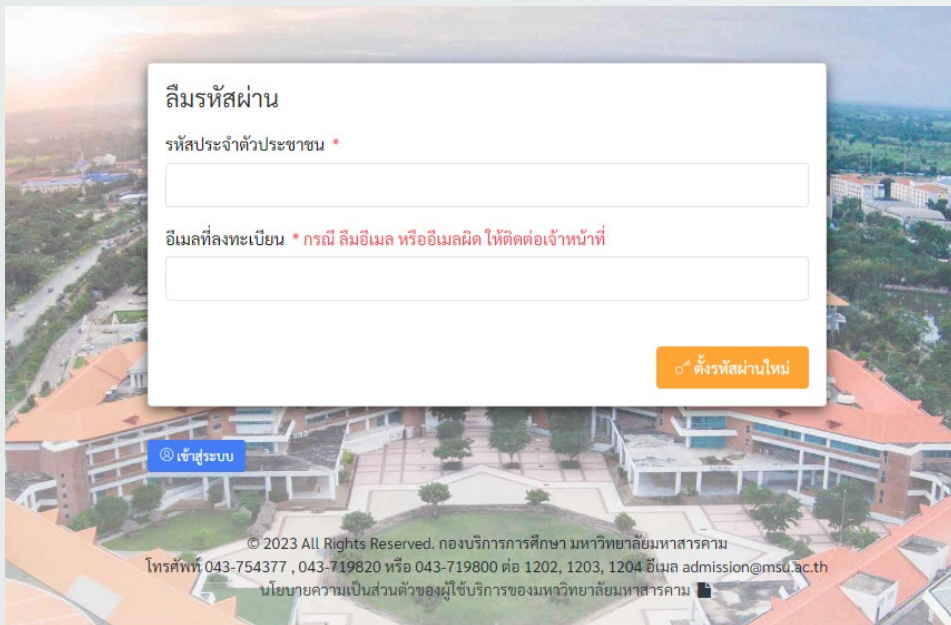 ลืมรหัสผ่าน
รหัสประจำตัวประชาชน *
อีเมลที่ลงทะเบียน * กรณี ลืมอีเมล หรืออีเมลผิด ให้ติดต่อเจ้าหน้าที่
ตั้งรหัสผ่านใหม่
เข้าสู่ระบบ
© 2023 All Rights Reserved. กองบริการการศึกษา มหาวิทยาลัยมหาสารคาม
โทรศัพท์ 043-754377 , 043-719820 หรือ 043-719800 ต่อ 1202, 1203, 1204 อีเมล admission@msu.ac.th
นโยบายความเป็นส่วนตัวของผู้ใช้บริการของมหาวิทยาลัยมหาสารคาม